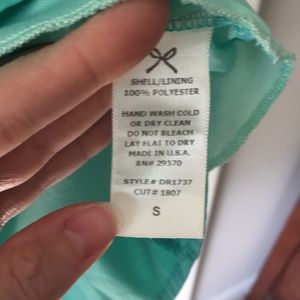 SHELL/LINING
100% POLYESTER
HAND WASH COLD
OR DRY CLEAN
DO NOT BLEACH
LAY FLAT TO DRY
MADE IN U.S.A.
RN# 29570
STYLE# DR1737
CUT# 1807
S